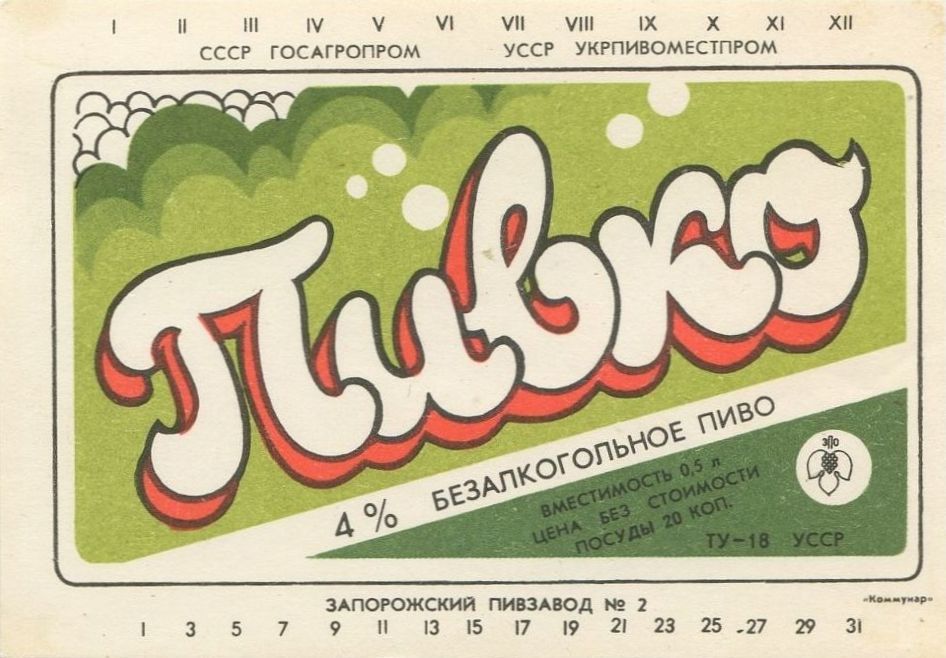 I II III IV V VI VII VIII IX X XI XII
СССР ГОСАГРОПРОМ УССР УКРПИВОМЕСТПРОМ
Пивко
4% БЕЗАЛКОГОЛЬНОЕ ПИВО
ВМЕСТИМОСТЬ 0,5 л
ЦЕНА БЕЗ СТОИМОСТИ
ПОСУДЫ 20 КОП.
ЗПО
ТУ-18 УССР
«Коммунар»
ЗАПОРОЖСКИЙ ПИВЗАВОД № 2
1 3 5 7 9 11 13 15 17 19 21 23 25 27 29 31